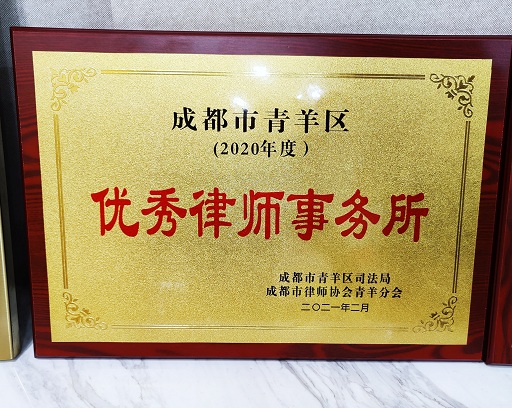 成都市青羊区
(2020年度)
优秀律师事务所
成都市青羊区司法局
成都市律师协会青羊分会
二〇二一年二月